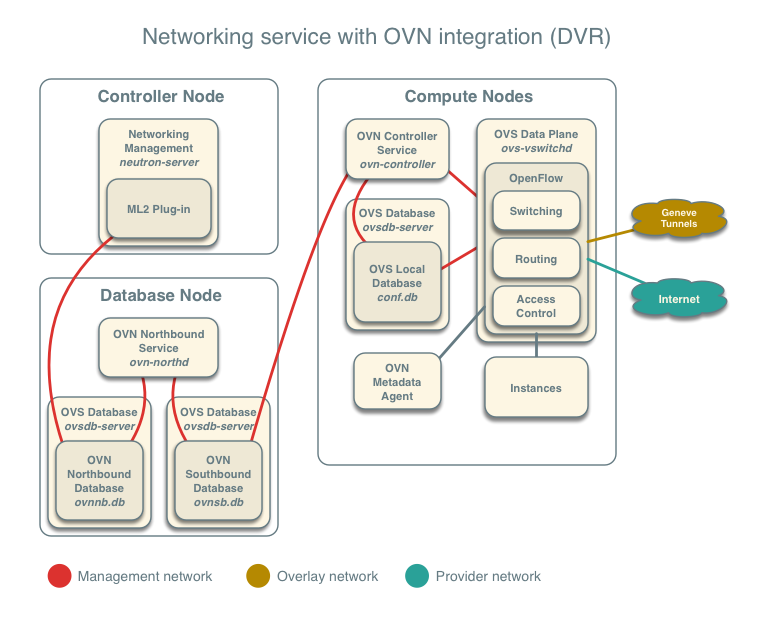 Networking service with OVN integration (DVR)
Controller Node
Networking
Management
neutron-server
ML2 Plug-in
Database Node
OVN Northbound
Service
ovn-northd
OVS Database
ovsdb-server
OVN
Northbound
Database
ovnnb.db
OVS Database
ovsdb-server
OVN
Southbound
Database
ovnsb.db
Compute Nodes
OVN Controller
Service
ovn-controller
OVS Database
ovsdb-server
OVS Local
Database
conf.db
OVN
Metadata
Agent
OVS Data Plane
ovs-vswitchd
OpenFlow
Switching
Routing
Access
Control
Instances
Geneve
Tunnels
Internet
Management network
Overlay network
Provider network